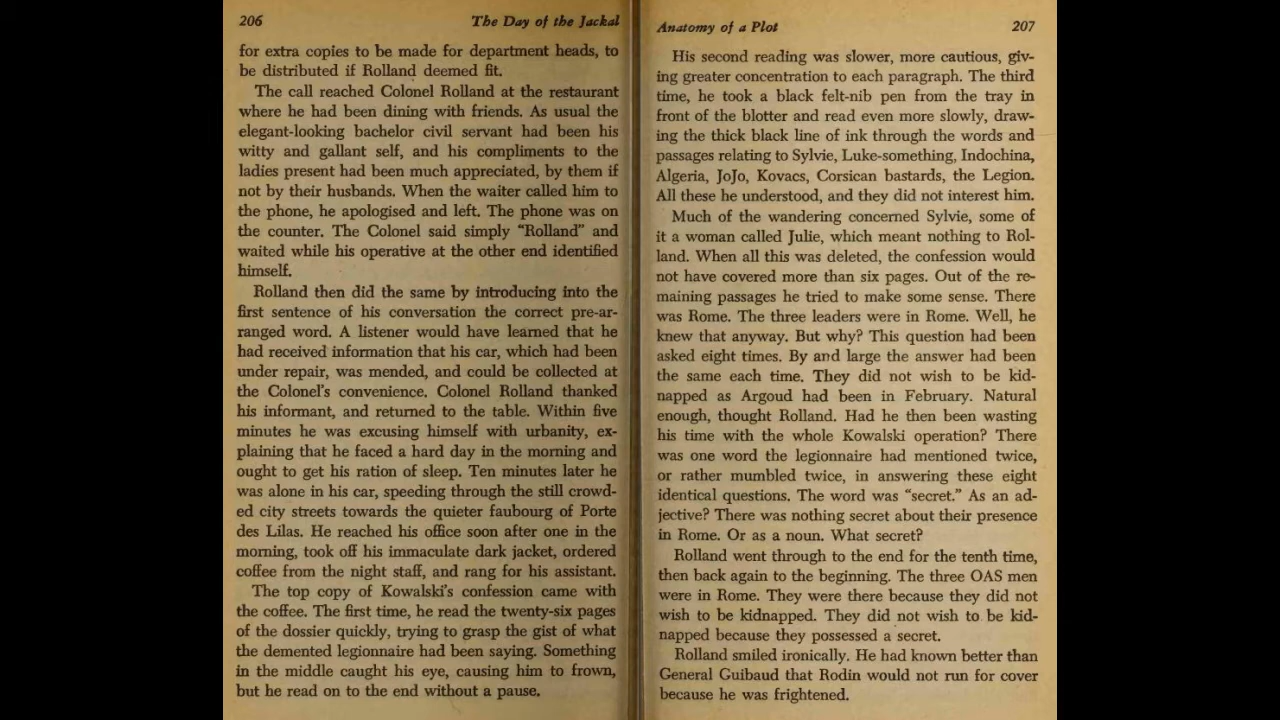 206
The Day of the Jackal
for extra copies to be made for department heads, to
be distributed if Rolland deemed fit.
The call reached Colonel Rolland at the restaurant
where he had been dining with friends. As usual the
elegant-looking bachelor civil servant had been his
witty and gallant self, and his compliments to the
ladies present had been much appreciated, by them if
not by their husbands. When the waiter called him to
the phone, he apologised and left. The phone was on
the counter. The Colonel said simply “Rolland” and
waited while his operative at the other end identified
himself.
Rolland then did the same by introducing into the
first sentence of his conversation the correct pre-ar-
ranged word. A listener would have learned that he
had received information that his car, which had been
under repair, was mended, and could be collected at
the Colonel's convenience. Colonel Rolland thanked
his informant, and returned to the table. Within five
minutes he was excusing himself with urbanity, ex-
plaining that he faced a hard day in the morning and
ought to get his ration of sleep. Ten minutes later he
was alone in his car, speeding through the still crowd-
ed city streets towards the quieter faubourg of Porte
des Lilas. He reached his office soon after one in the
morning, took off his immaculate dark jacket, ordered
coffee from the night staff, and rang for his assistant.
The top copy of Kowalski's confession came with
the coffee. The first time, he read the twenty-six pages
of the dossier quickly, trying to grasp the gist of what
the demented legionnaire had been saying. Something
in the middle caught his eye, causing him to frown,
but he read on to the end without a pause.
Anatomy of a Plot
207
His second reading was slower, more cautious, giv-
ing greater concentration to each paragraph. The third
time, he took a black felt-nib pen from the tray in
front of the blotter and read even more slowly, draw-
ing the thick black line of ink through the words and
passages relating to Sylvie, Luke-something, Indochina,
Algeria, JoJo, Kovacs, Corsican bastards, the Legion.
All these he understood, and they did not interest him.
Much of the wandering concerned Sylvie, some of
it a woman called Julie, which meant nothing to Rol-
land. When all this was deleted, the confession would
not have covered more than six pages. Out of the re-
maining passages he tried to make some sense. There
was Rome. The three leaders were in Rome. Well, he
knew that anyway. But why? This question had been
asked eight times. By and large the answer had been
the same each time. They did not wish to be kid-
napped as Argoud had been in February. Natural
enough, thought Rolland. Had he then been wasting
his time with the whole Kowalski operation? There
was one word the legionnaire had mentioned twice,
or rather mumbled twice, in answering these eight
identical questions. The word was “secret.” As an ad-
jective? There was nothing secret about their presence
in Rome. Or as a noun. What secret?
Rolland went through to the end for the tenth time,
then back again to the beginning. The three OAS men
were in Rome. They were there because they did not
wish to be kidnapped. They did not wish to be kid-
napped because they possessed a secret.
Rolland smiled ironically. He had known better than
General Guibaud that Rodin would not run for cover
because he was frightened.